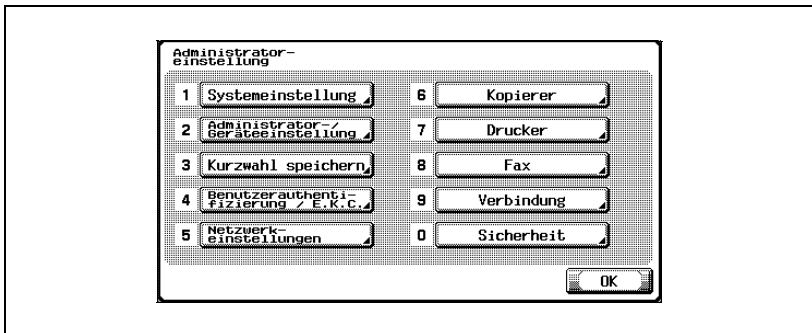 Administrator-
einstellung
1 Systemeinstellung
2 Administrator-/
Geräteeinstellung
3 Kurzwahl speichern
4 Benutzerauthenti-
fizierung / E.K.C.
5 Netzwerk-
einstellungen
6 Kopierer
7 Drucker
8 Fax
9 Verbindung
0 Sicherheit
OK